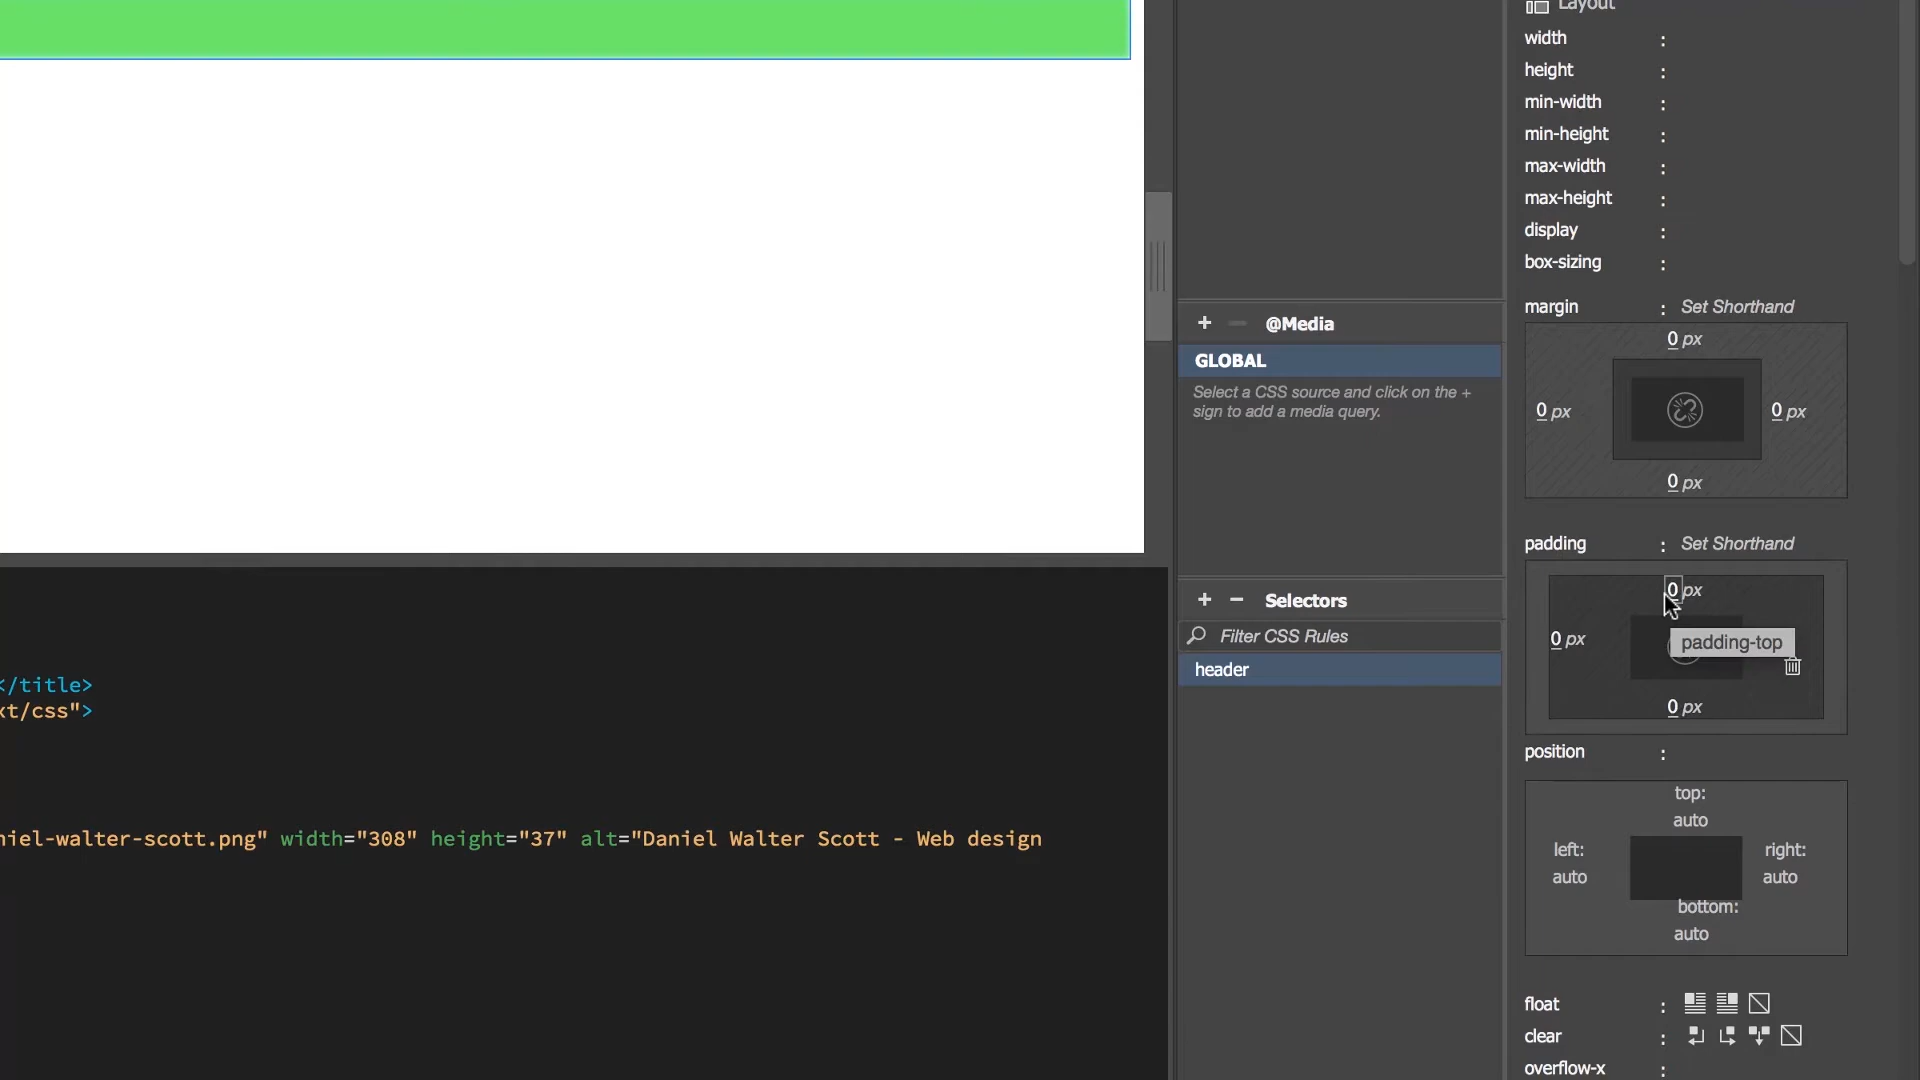 Layout
width :
height :
min-width :
min-height :
max-width :
max-height :
display :
box-sizing :
margin : Set Shorthand
0 px
0 px 0 px
0 px
padding : Set Shorthand
0 px
0 px
padding-top
0 px
position :
top:
auto
left: right:
auto auto
bottom:
auto
float :
clear :
overflow-x :
@Media
GLOBAL
Select a CSS source and click on the +
sign to add a media query.
Selectors
Filter CSS Rules
header
</title>
xt/css">
niel-walter-scott.png" width="308" height="37" alt="Daniel Walter Scott - Web design